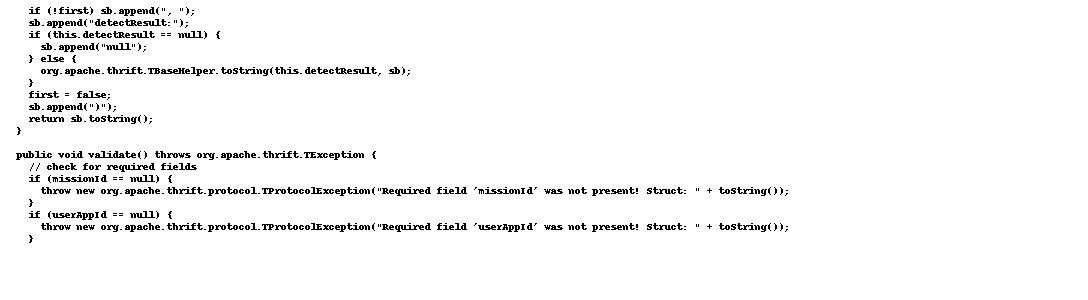 if (!first) sb.append(", ");
sb.append("detectResult:");
if (this.detectResult == null) {
sb.append("null");
} else {
org.apache.thrift.TBaseHelper.toString(this.detectResult, sb);
}
first = false;
sb.append(")");
return sb.toString();
}
public void validate() throws org.apache.thrift.TException {
// check for required fields
if (missionId == null) {
throw new org.apache.thrift.protocol.TProtocolException("Required field 'missionId' was not present! Struct: " + toString());
}
if (userAppId == null) {
throw new org.apache.thrift.protocol.TProtocolException("Required field 'userAppId' was not present! Struct: " + toString());
}